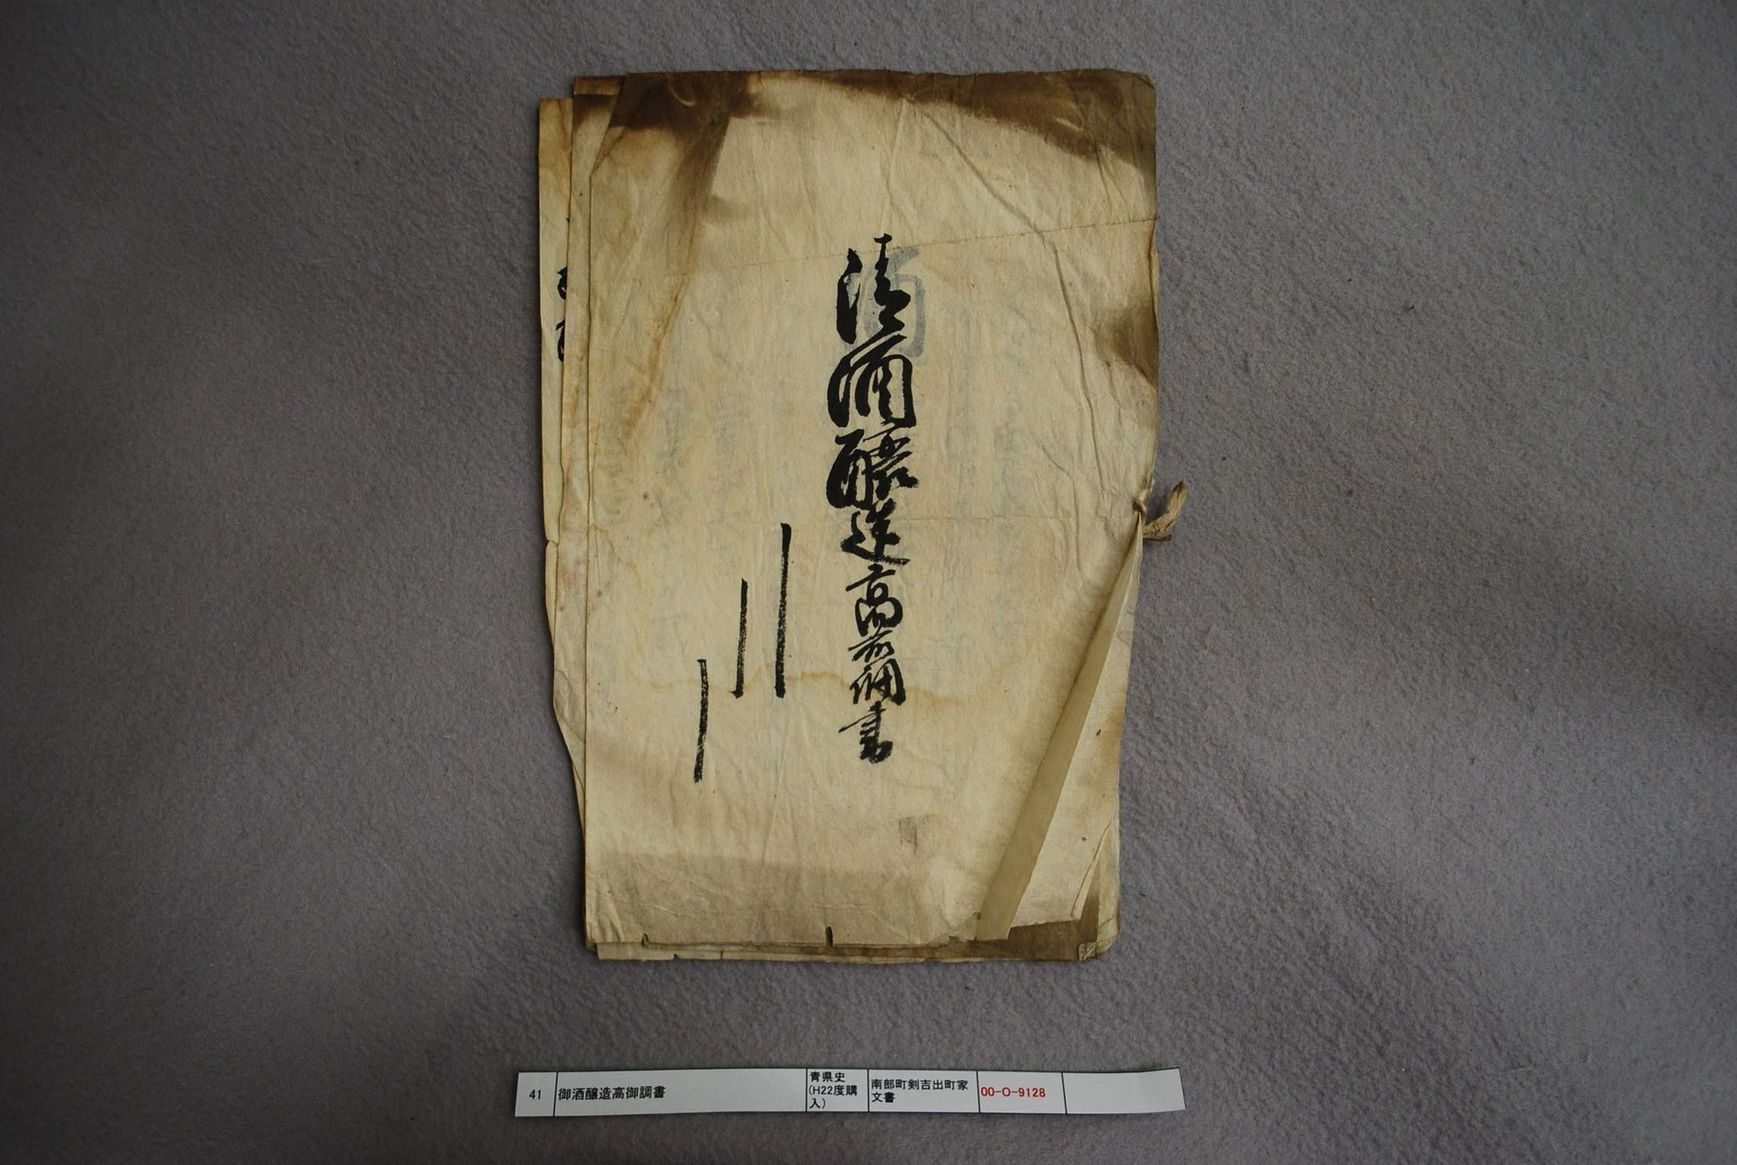 清酒醸造高御調書
41
御酒醸造高御調書
青県史
(H22度購
入)
南部町剣吉出町家
文書
00-O-9128